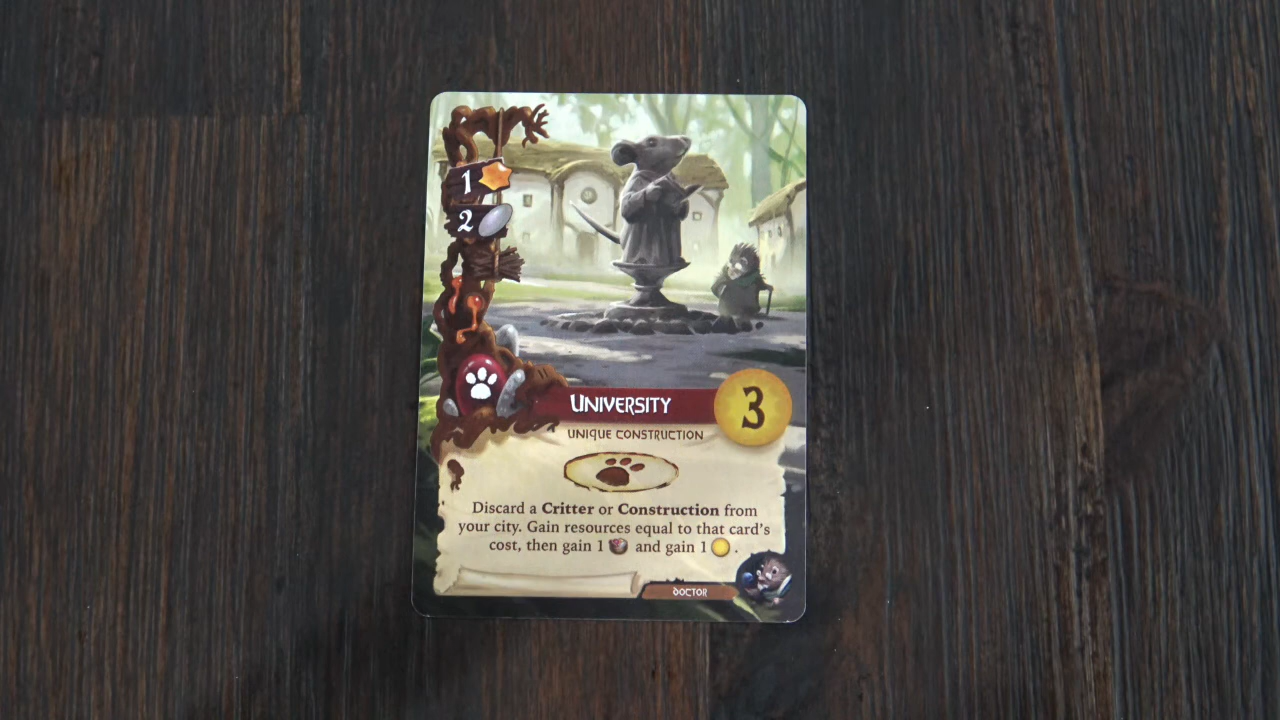 1
2
UNIVERSITY
3
UNIQUE CONSTRUCTION
Discard a Critter or Construction from
your city. Gain resources equal to that card's
cost, then gain 1 and gain 1 .
DOCTOR